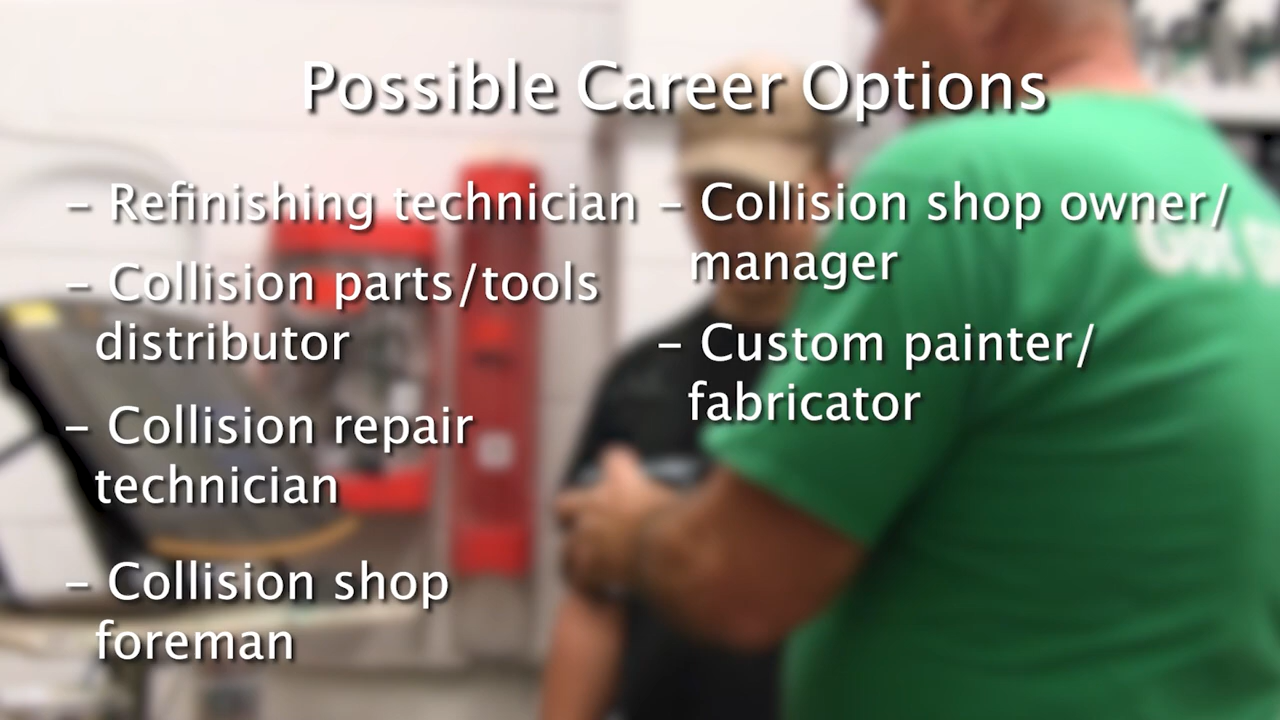 Possible Career Options
– Refinishing technician
– Collision parts/tools
distributor
– Collision repair
technician
– Collision shop
foreman
– Collision shop owner/
manager
– Custom painter/
fabricator